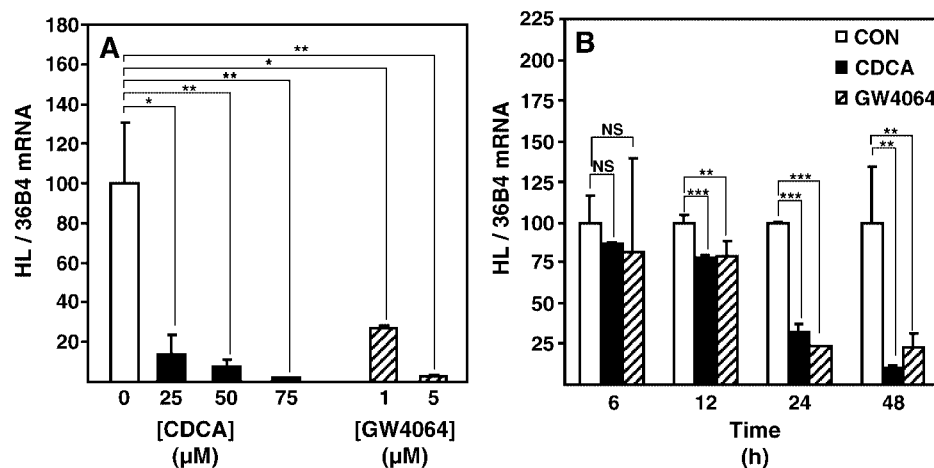 A
HL / 36B4 mRNA
180
160
140
120
100
80
60
40
20
**
*
**
**
*
0 25 50 75 1 5
[CDCA] [GW4064]
(µM) (µM)
B
HL / 36B4 mRNA
225
200
175
150
125
100
75
50
25
CON
CDCA
GW4064
NS
NS
**
***
***
***
**
**
6 12 24 48
Time
(h)